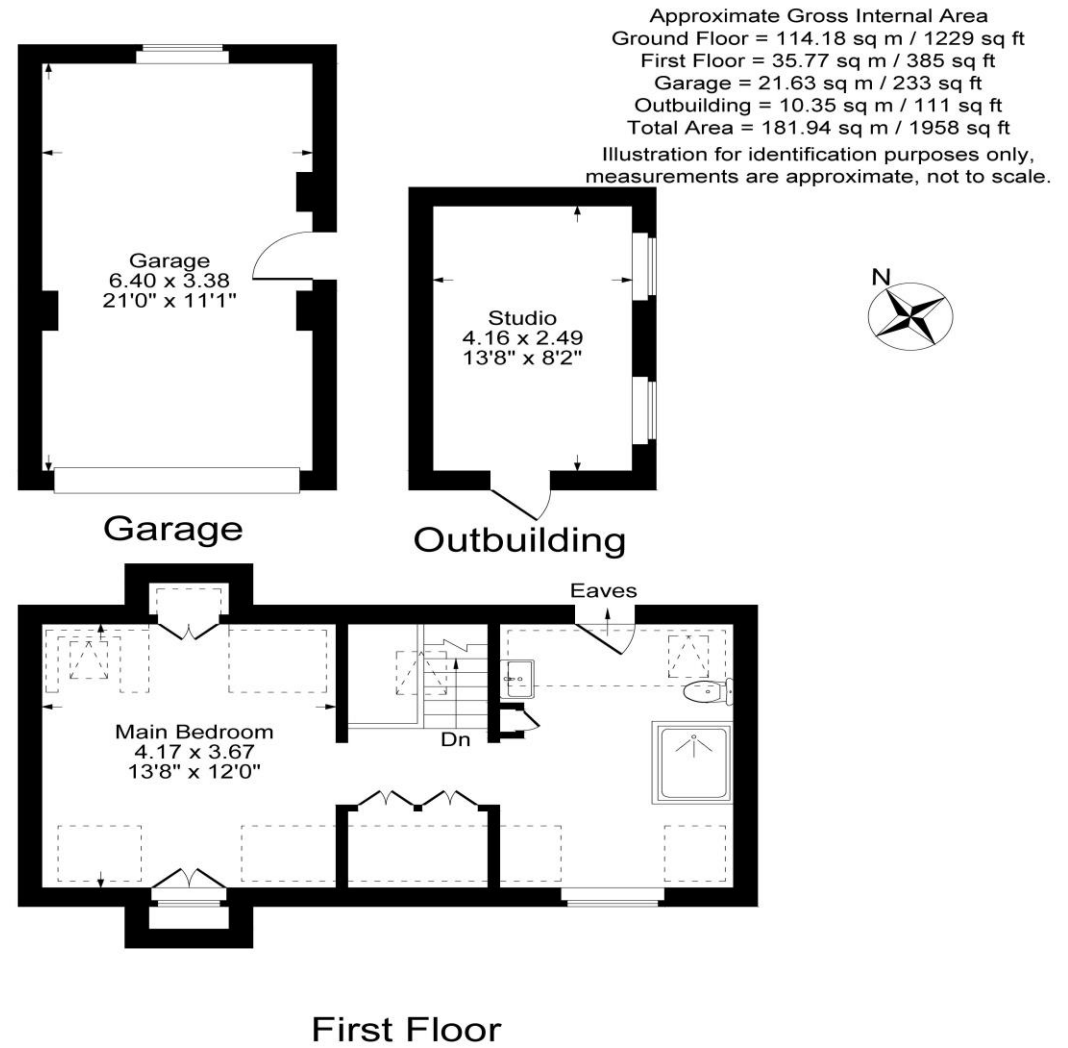 Approximate Gross Internal Area
Ground Floor = 114.18 sq m / 1229 sq ft
First Floor = 35.77 sq m / 385 sq ft
Garage = 21.63 sq m / 233 sq ft
Outbuilding = 10.35 sq m / 111 sq ft
Total Area = 181.94 sq m / 1958 sq ft
Illustration for identification purposes only,
measurements are approximate, not to scale.
Garage
6.40 x 3.38
21'0" x 11'1"
N
Studio
4.16 x 2.49
13'8" x 8'2"
Garage
Outbuilding
Eaves
Main Bedroom
4.17 x 3.67
13'8" x 12'0"
Dn
First Floor